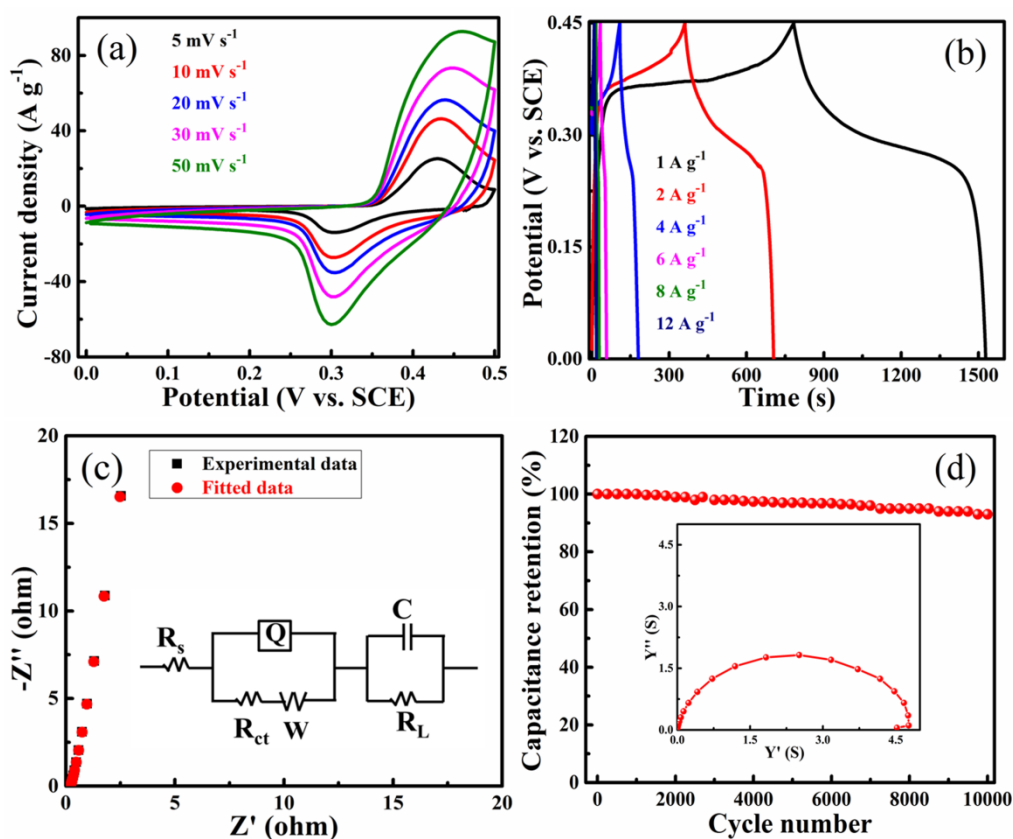 (a)
5 mV s⁻¹
10 mV s⁻¹
20 mV s⁻¹
30 mV s⁻¹
50 mV s⁻¹
Current density (A g⁻¹)
80
40
0
-40
-80
0.0 0.1 0.2 0.3 0.4 0.5
Potential (V vs. SCE)
(b)
1 A g⁻¹
2 A g⁻¹
4 A g⁻¹
6 A g⁻¹
8 A g⁻¹
12 A g⁻¹
Potential (V vs. SCE)
0.45
0.30
0.15
0.00
0 300 600 900 1200 1500
Time (s)
(c)
Experimental data
Fitted data
-Z'' (ohm)
20
15
10
5
0
Rs
Q
Rct
W
C
RL
0 5 10 15 20
Z' (ohm)
(d)
Capacitance retention (%)
120
100
80
60
40
20
0
Y'' (S)
4.5
3.0
1.5
0.0
0.0 1.5 3.0 4.5
Y' (S)
0 2000 4000 6000 8000 10000
Cycle number